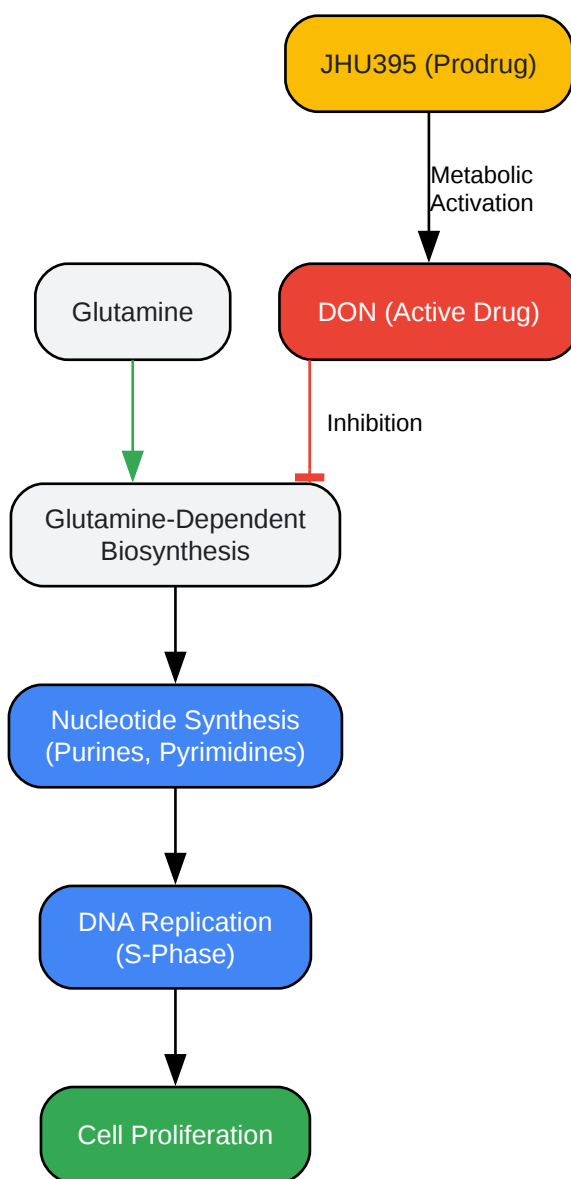 JHU395 (Prodrug)
Metabolic
Activation
Glutamine
DON (Active Drug)
Inhibition
Glutamine-Dependent
Biosynthesis
Nucleotide Synthesis
(Purines, Pyrimidines)
DNA Replication
(S-Phase)
Cell Proliferation